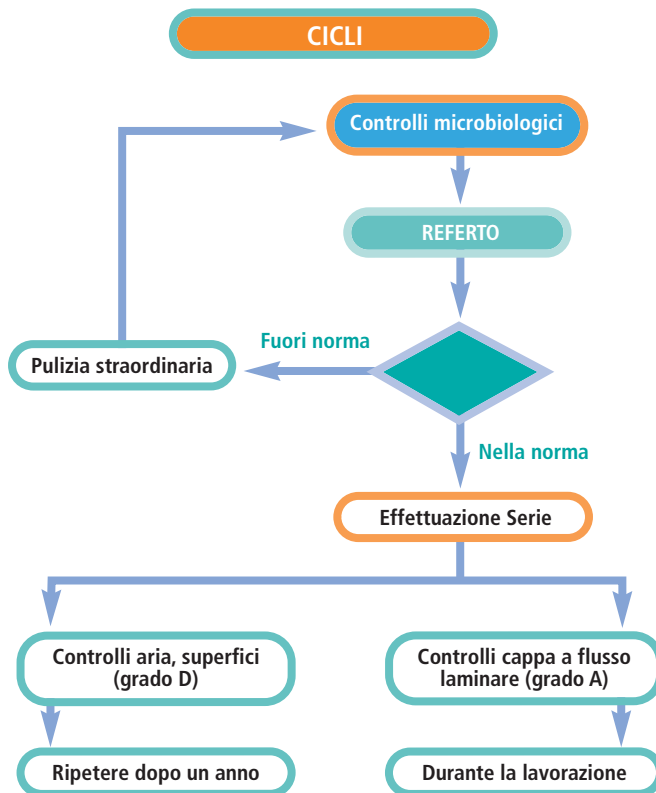 CICLI
Controlli microbiologici
REFERTO
Fuori norma
Pulizia straordinaria
Nella norma
Effettuazione Serie
Controlli aria, superfici
(grado D)
Controlli cappa a flusso
laminare (grado A)
Ripetere dopo un anno
Durante la lavorazione